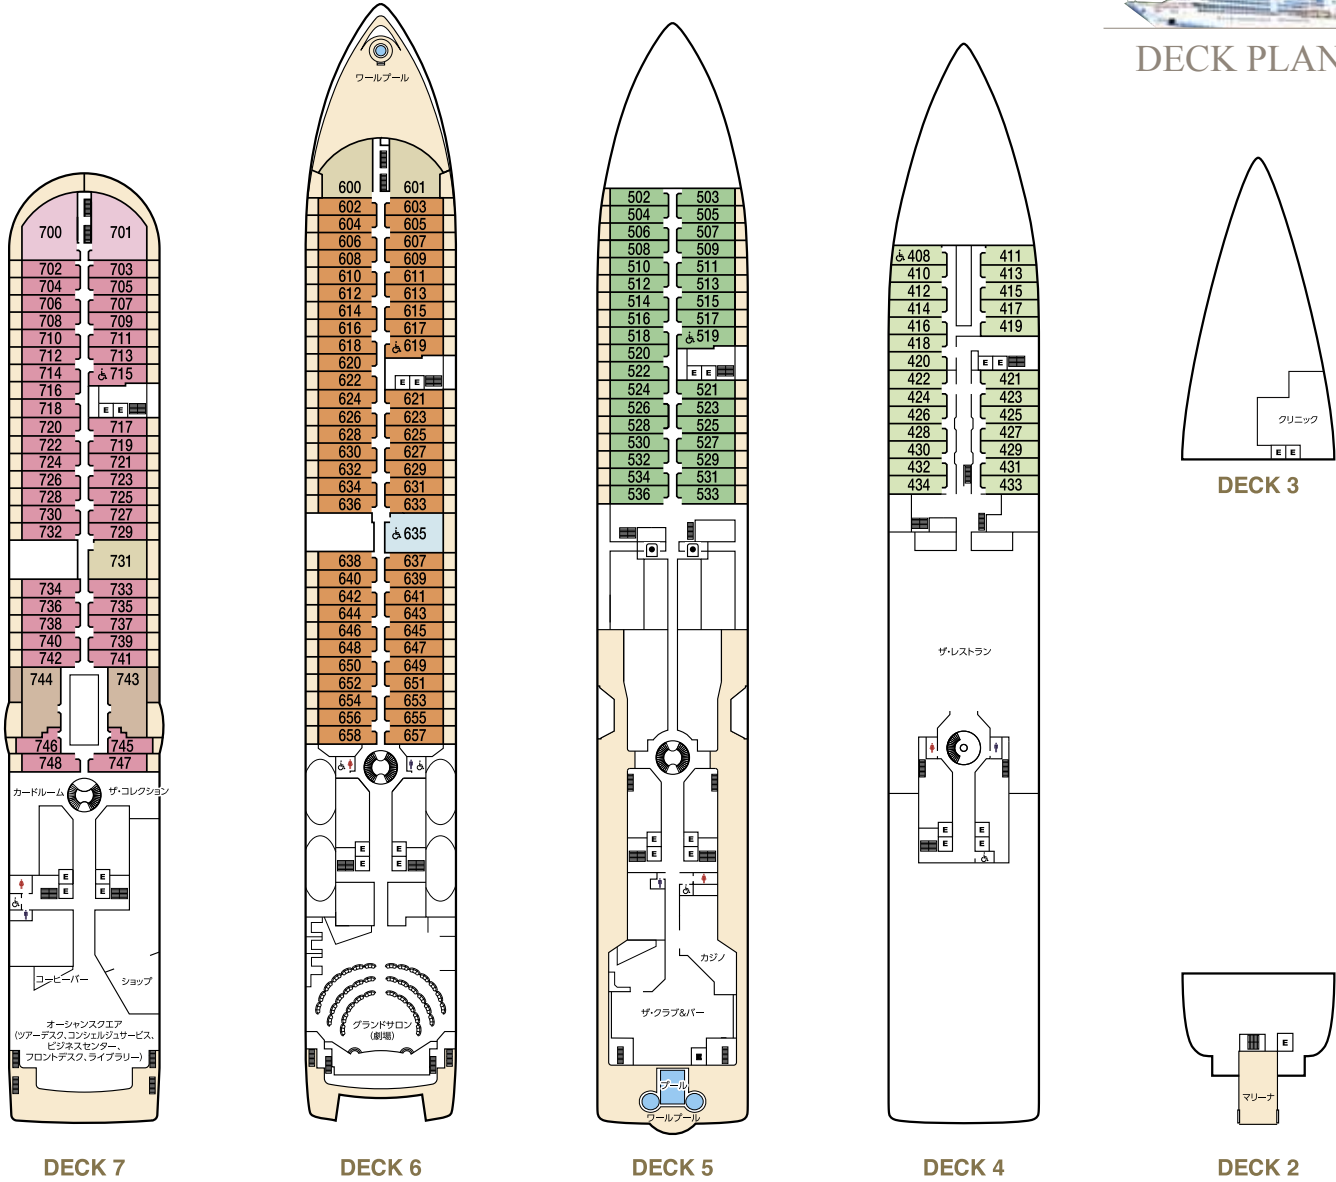 DECK PLAN
ワールプール
600 601
602 603
604 605
606 607
608 609
610 611
612 613
614 615
616 617
618 619
620
622
624 621
626 623
628 625
630 627
632 629
634 631
636 633
635
638 637
640 639
642 641
644 643
646 645
648 647
650 649
652 651
654 653
656 655
658 657
E E
E E
E E
グランドサロン
(劇場)
DECK 6
700 701
702 703
704 705
706 707
708 709
710 711
712 713
714 715
716
718
E E
720 717
722 719
724 721
726 723
728 725
730 727
732 729
731
734 733
736 735
738 737
740 739
742 741
744 743
746 745
748 747
カードルーム
ザ・コレクション
E E
E E
コーヒーバー
ショップ
オーシャンスクエア
(ツアーデスク、コンシェルジュサービス、
ビジネスセンター、
フロントデスク、ライブラリー)
DECK 7
502 503
504 505
506 507
508 509
510 511
512 513
514 515
516 517
518 519
520
522
E E
524 521
526 523
528 525
530 527
532 529
534 531
536 533
E E
E E
カジノ
ザ・クラブ&バー
プール
ワールプール
DECK 5
408 411
410 413
412 415
414 417
416 419
418
420
E E
422 421
424 423
426 425
428 427
430 429
432 431
434 433
ザ・レストラン
E E
E E
DECK 4
クリニック
E E
DECK 3
E
マリーナ
DECK 2